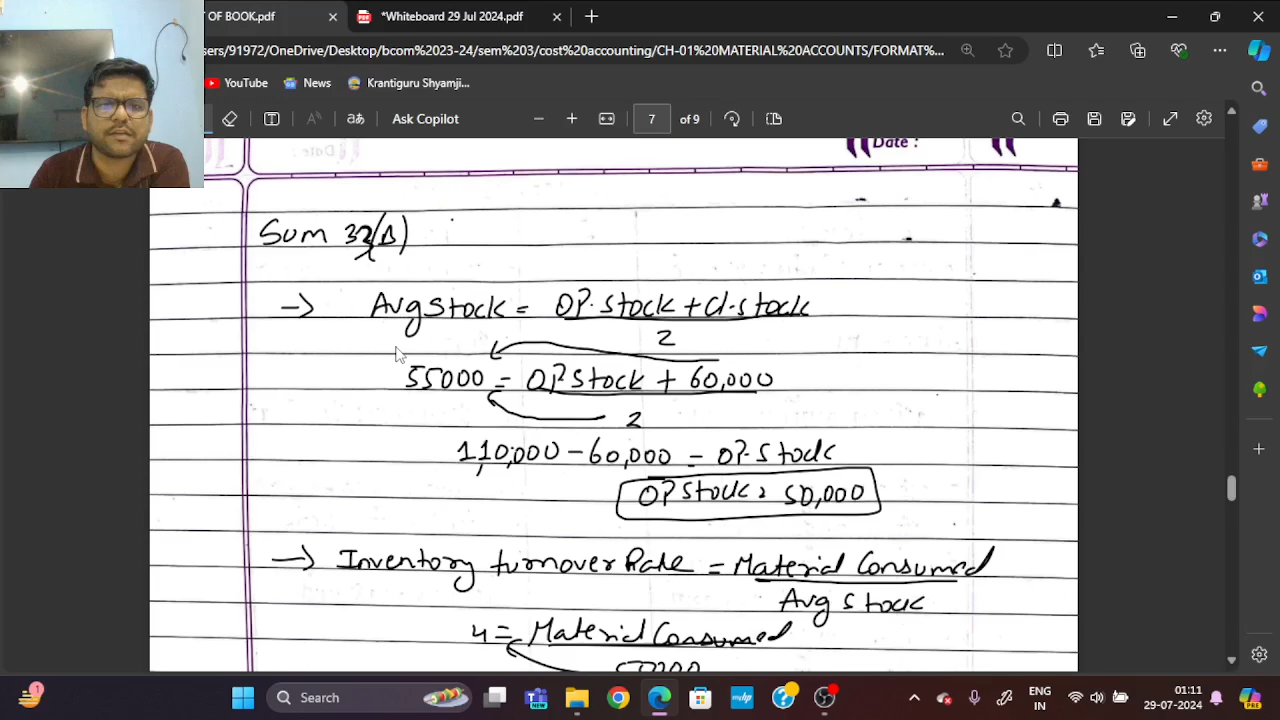 OF BOOK.pdf
*Whiteboard 29 Jul 2024.pdf
sers/91972/OneDrive/Desktop/bcom%2023-24/sem%203/cost%20accounting/CH-01%20MATERIAL%20ACCOUNTS/FORMAT%...
YouTube
News
Krantiguru Shyamji...
Ask Copilot
7
of 9
Date :
Sum 32(B)
→ Avg stock = OP. stock + Cl. stock
2
55000 = OP stock + 60,000
2
110,000 - 60,000 = OP. Stock
OP stock = 50,000
→ Inventory turnover Rate = Material Consumed
Avg stock
4 = Material Consumed
Search
ENG
IN
01:11
29-07-2024